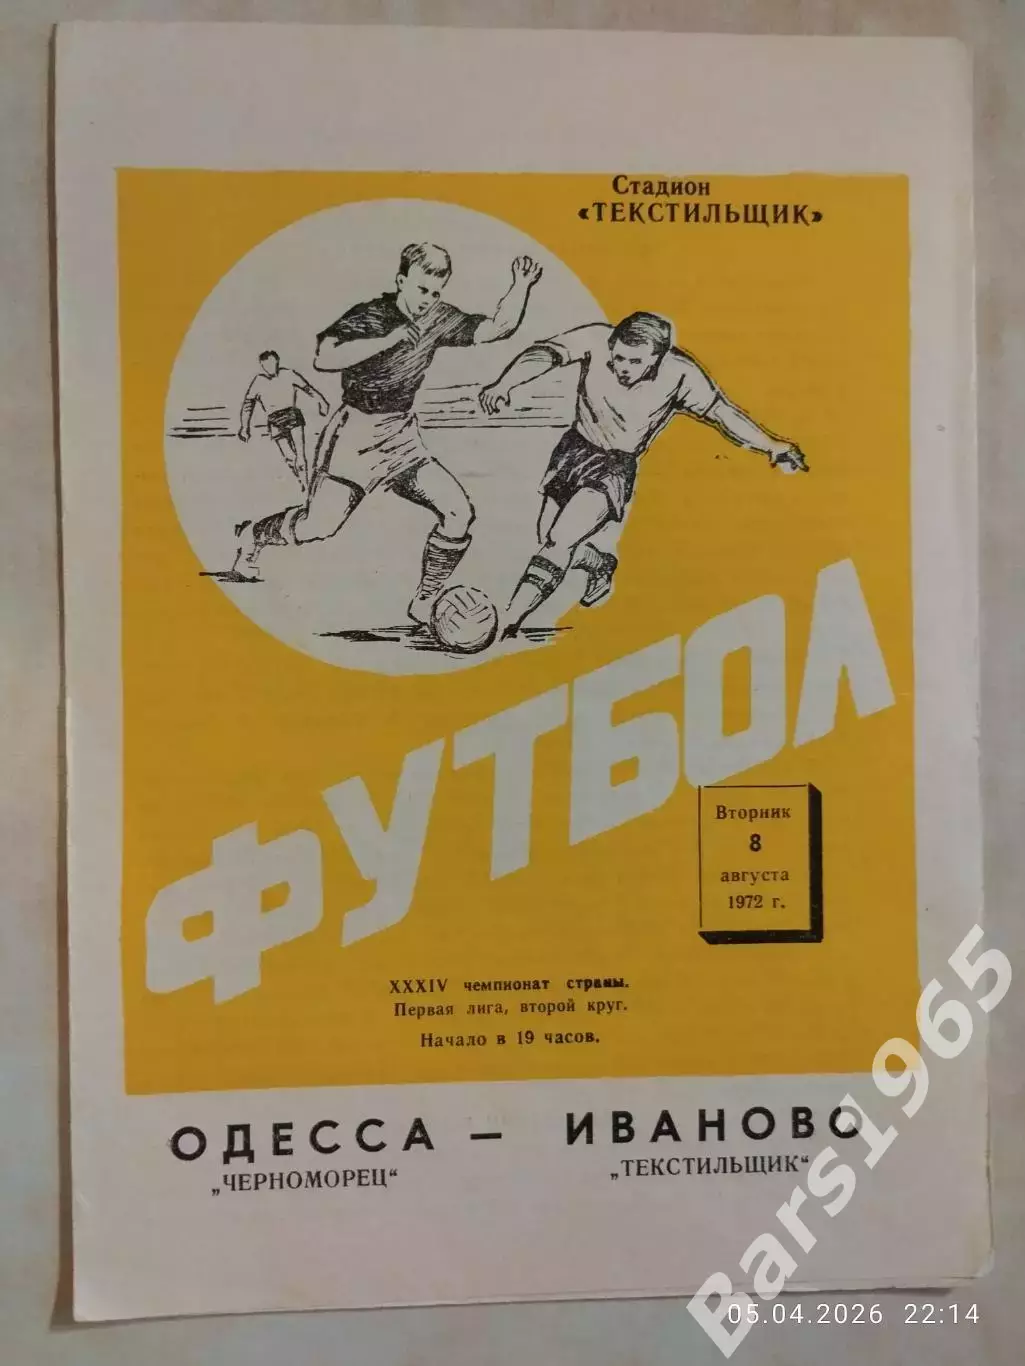 Стадион
«ТЕКСТИЛЬЩИК»
ФУТБОЛ
Вторник
8
августа
1972 г.
XXXIV чемпионат страны.
Первая лига, второй круг.
Начало в 19 часов.
ОДЕССА — ИВАНОВО
„ЧЕРНОМОРЕЦ“ „ТЕКСТИЛЬЩИК“
Bars1965
05.04.2026 22:14